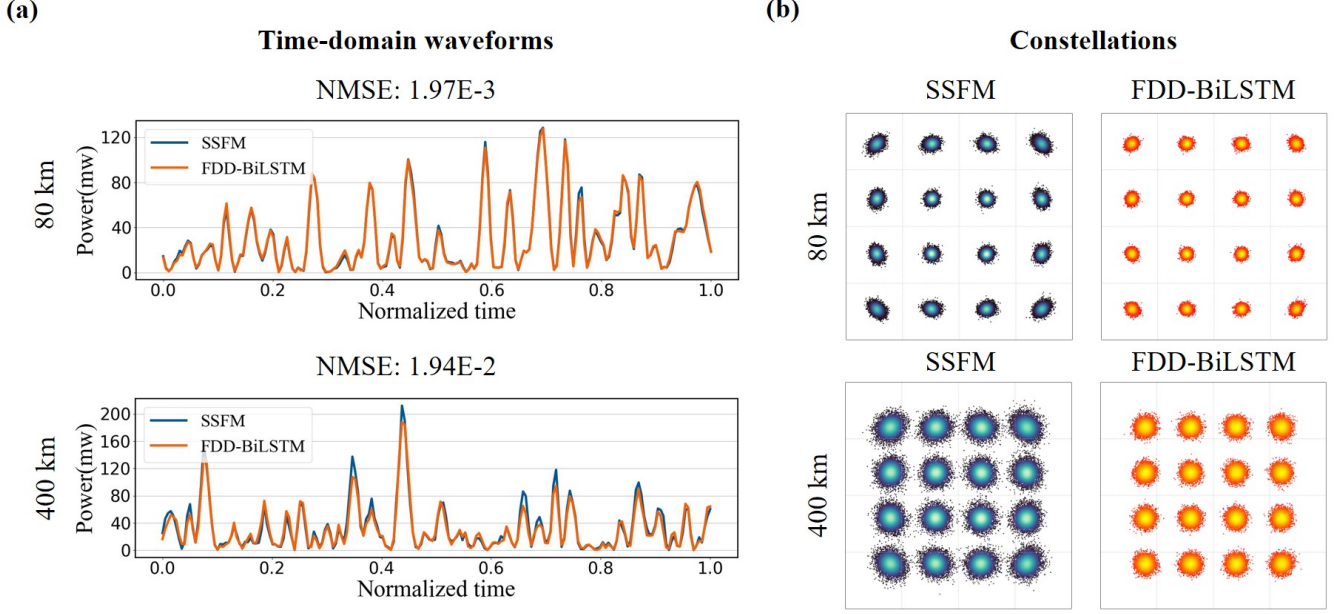 (a)
Time-domain waveforms
NMSE: 1.97E-3
80 km
Power(mw)
120
80
40
0
SSFM
FDD-BiLSTM
0.0 0.2 0.4 0.6 0.8 1.0
Normalized time
NMSE: 1.94E-2
400 km
Power(mw)
200
160
120
80
40
0
SSFM
FDD-BiLSTM
0.0 0.2 0.4 0.6 0.8 1.0
Normalized time
(b)
Constellations
SSFM FDD-BiLSTM
80 km
SSFM FDD-BiLSTM
400 km